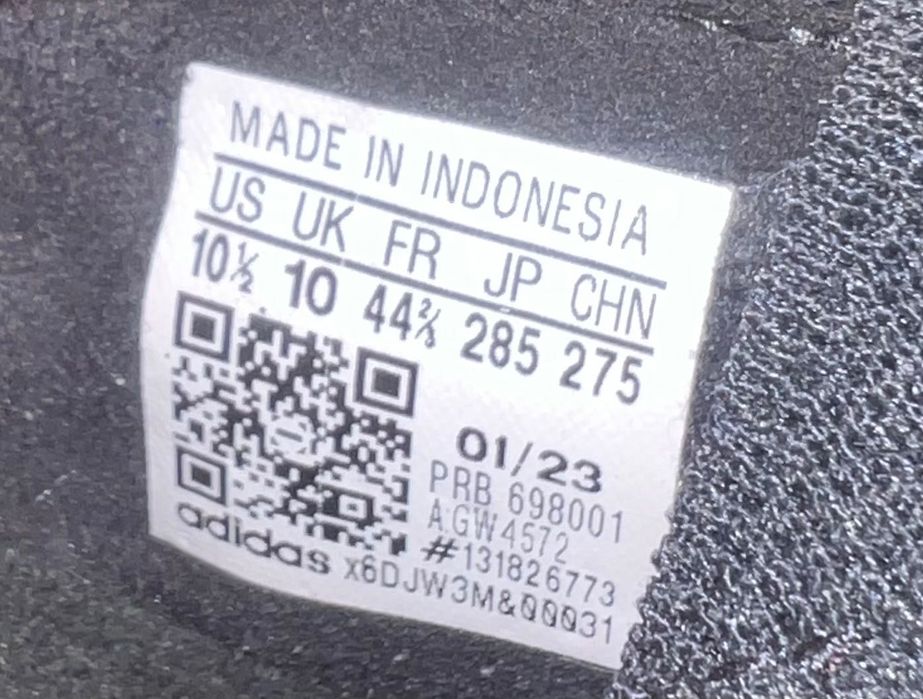 MADE IN INDONESIA
US UK FR JP CHN
10½ 10 44⅔ 285 275
01/23
PRB 698001
A:GW4572
#131826773
adidas x6DJW3M&00031